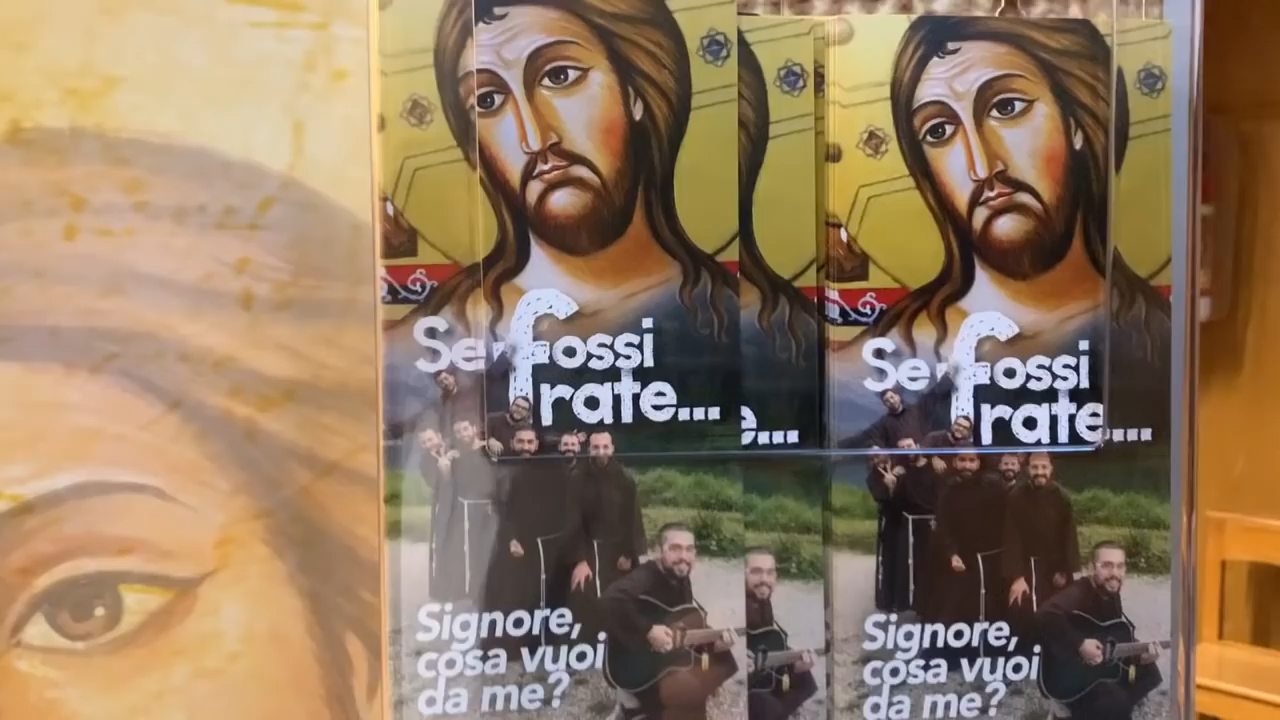 Se fossi
frate...
Signore,
cosa vuoi
da me?
e...
Se fossi
frate...
Signore,
cosa vuoi
da me?